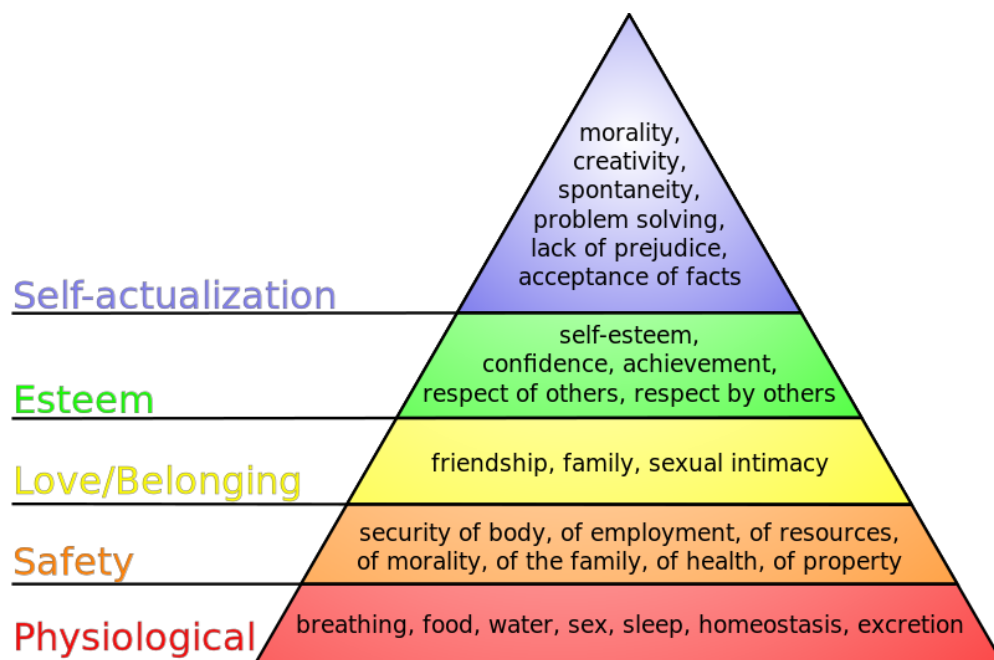 morality,
creativity,
spontaneity,
problem solving,
lack of prejudice,
acceptance of facts
Self-actualization
self-esteem,
confidence, achievement,
respect of others, respect by others
Esteem
friendship, family, sexual intimacy
Love/Belonging
security of body, of employment, of resources,
of morality, of the family, of health, of property
Safety
breathing, food, water, sex, sleep, homeostasis, excretion
Physiological